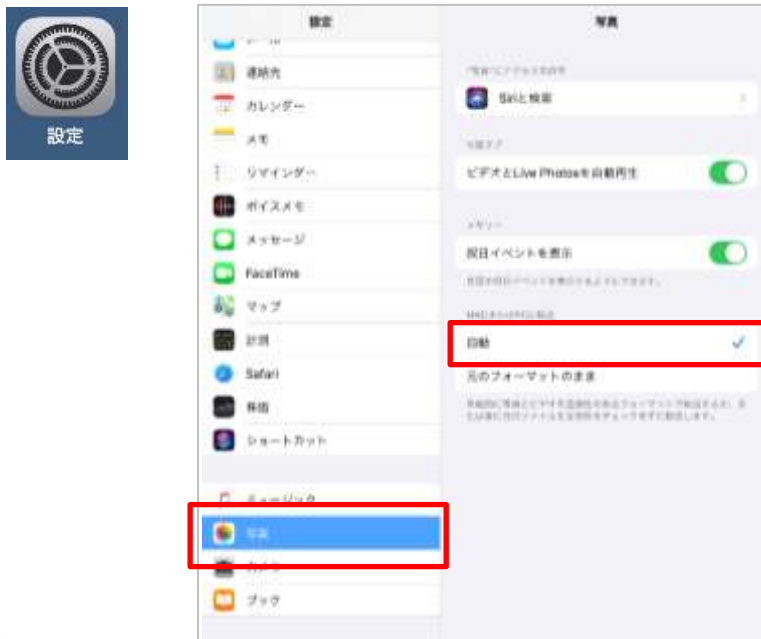 設定
設定
連絡先
カレンダー
メモ
リマインダー
ボイスメモ
メッセージ
FaceTime
マップ
計測
Safari
株価
ショートカット
ミュージック
写真
カメラ
ブック
写真
Siriと検索
ビデオとLive Photosを自動再生
メモリー
祝日イベントを表示
自動
元のフォーマットのまま